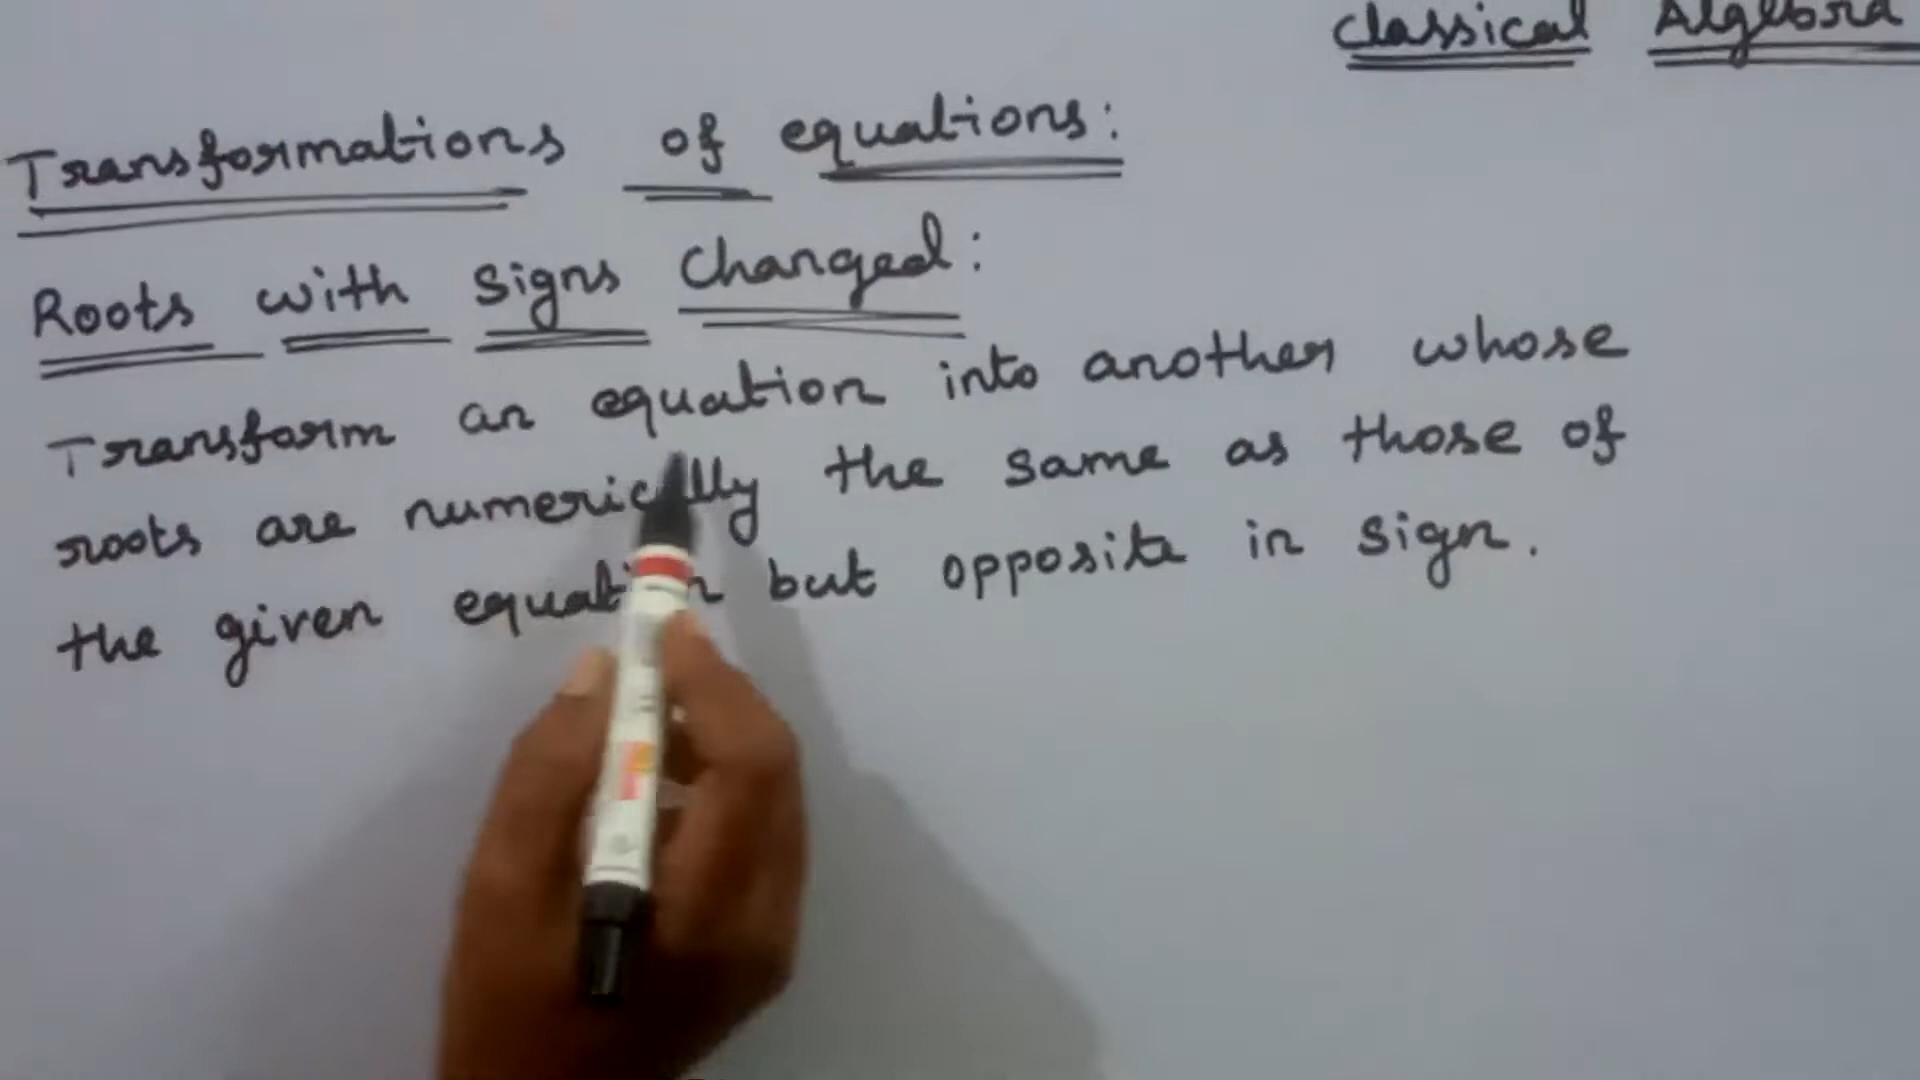 Classical Algebra
Transformations of equations:
Roots with Signs Changed:
Transform an equation into another whose
roots are numerically the same as those of
the given equation but opposite in sign.